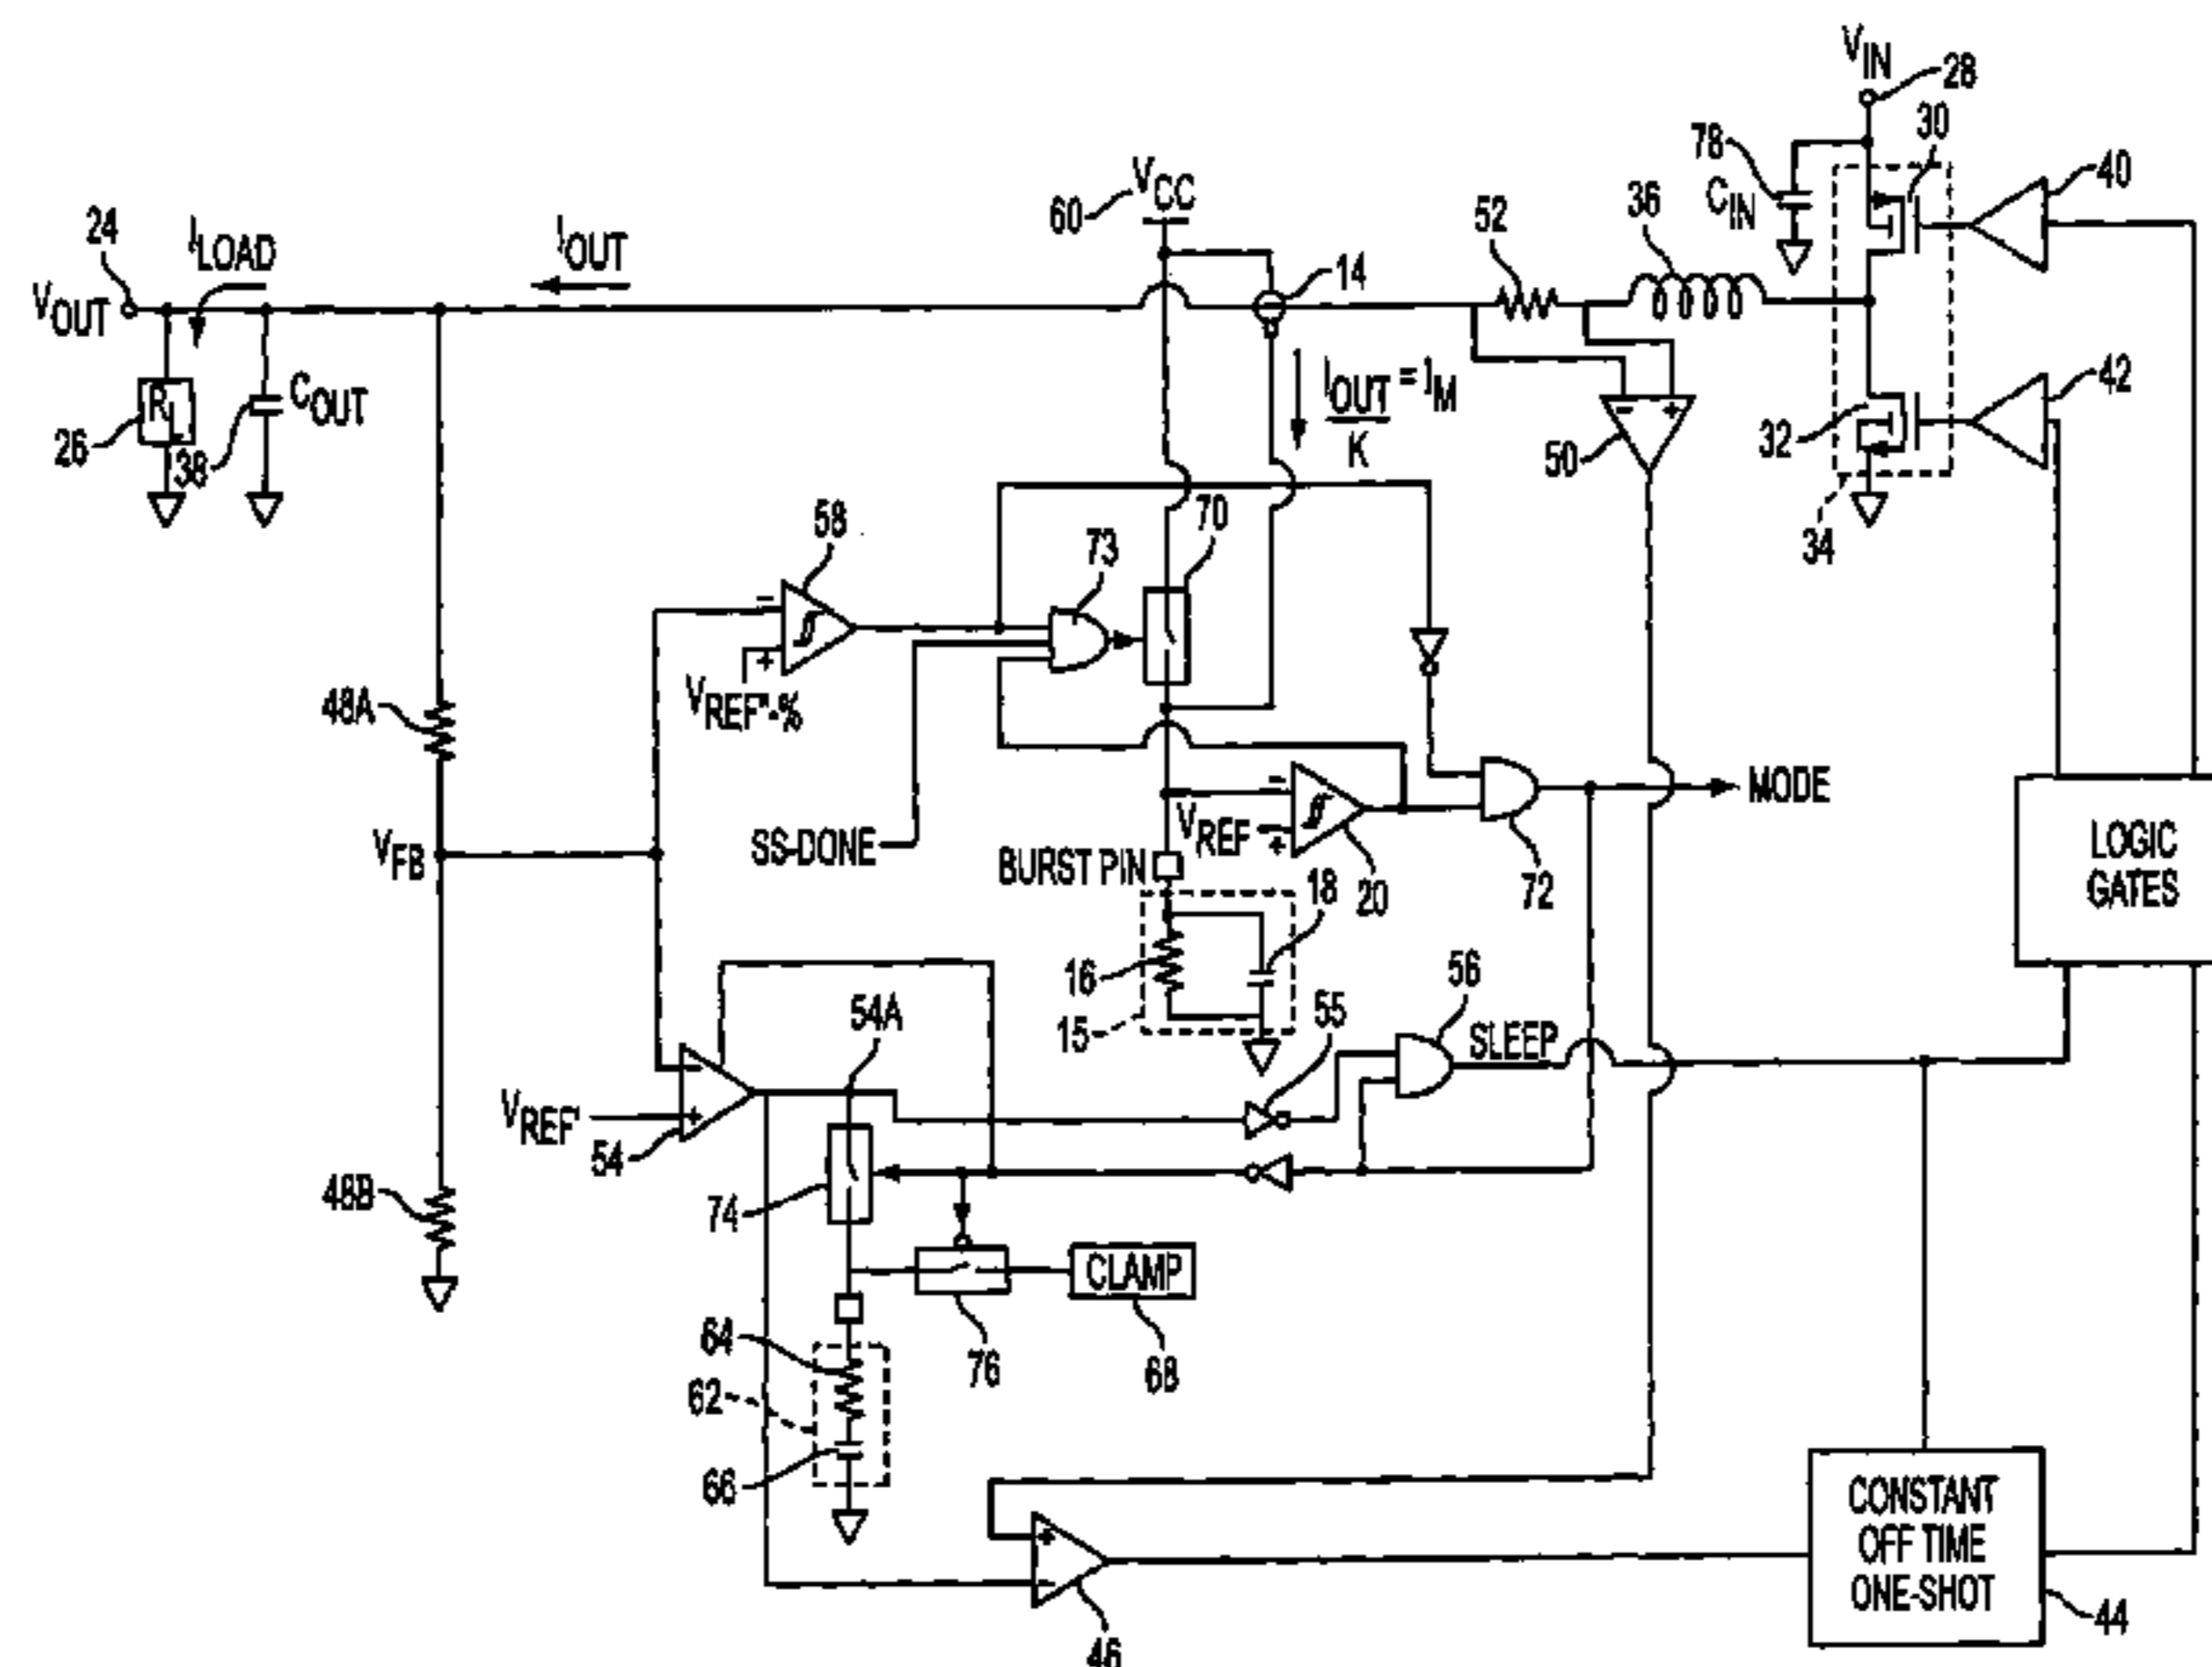 VIN
28
30
78
CIN
40
VCC
60
24
ILOAD
IOUT
VOUT
52
36
14
RL
26
38
COUT
IOUT = IM
K
42
32
50
34
58
73
70
VREF"-%
48A
MODE
LOGIC
GATES
VREF
SS-DONE
VFB
BURST PIN
18
20
72
16
15
54A
55
56
SLEEP
VREF'
54
48B
74
CLAMP
64
62
76
68
66
CONSTANT
OFF TIME
ONE-SHOT
44
46